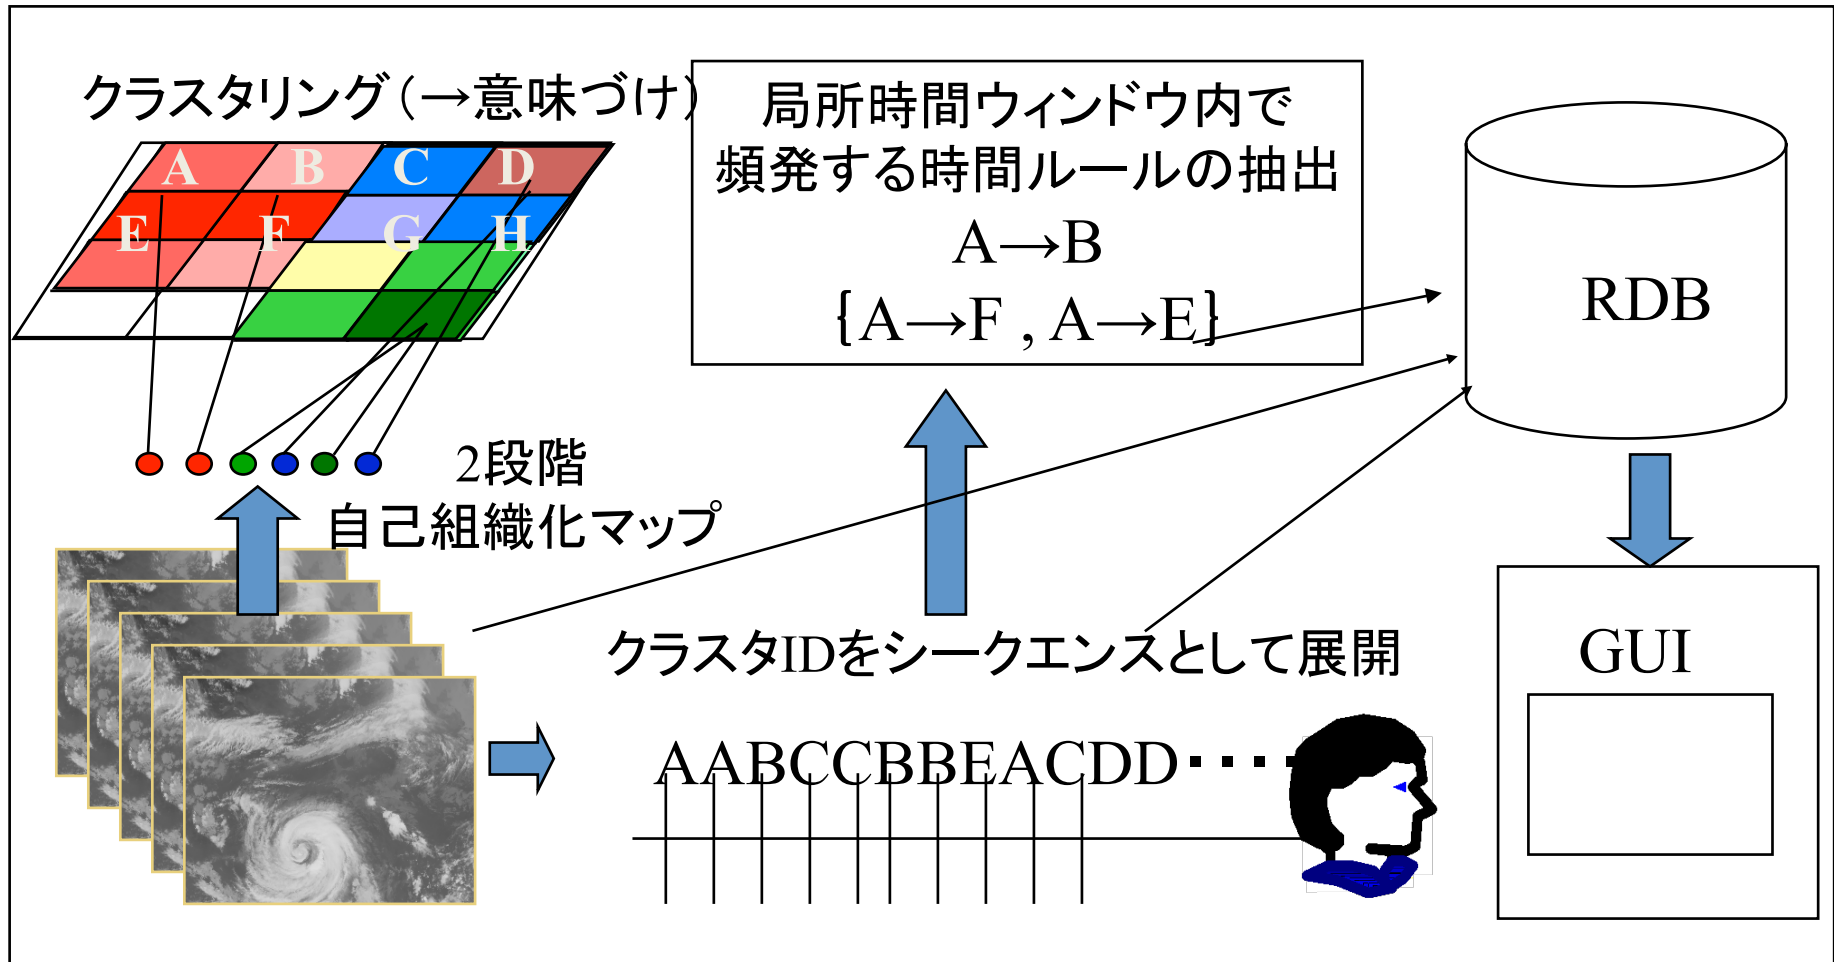 クラスタリング(→意味づけ)
A B C D
E F G H
2段階
自己組織化マップ
局所時間ウィンドウ内で
頻発する時間ルールの抽出
A→B
{A→F , A→E}
RDB
クラスタIDをシークエンスとして展開
AABCCBBEACDD････
GUI